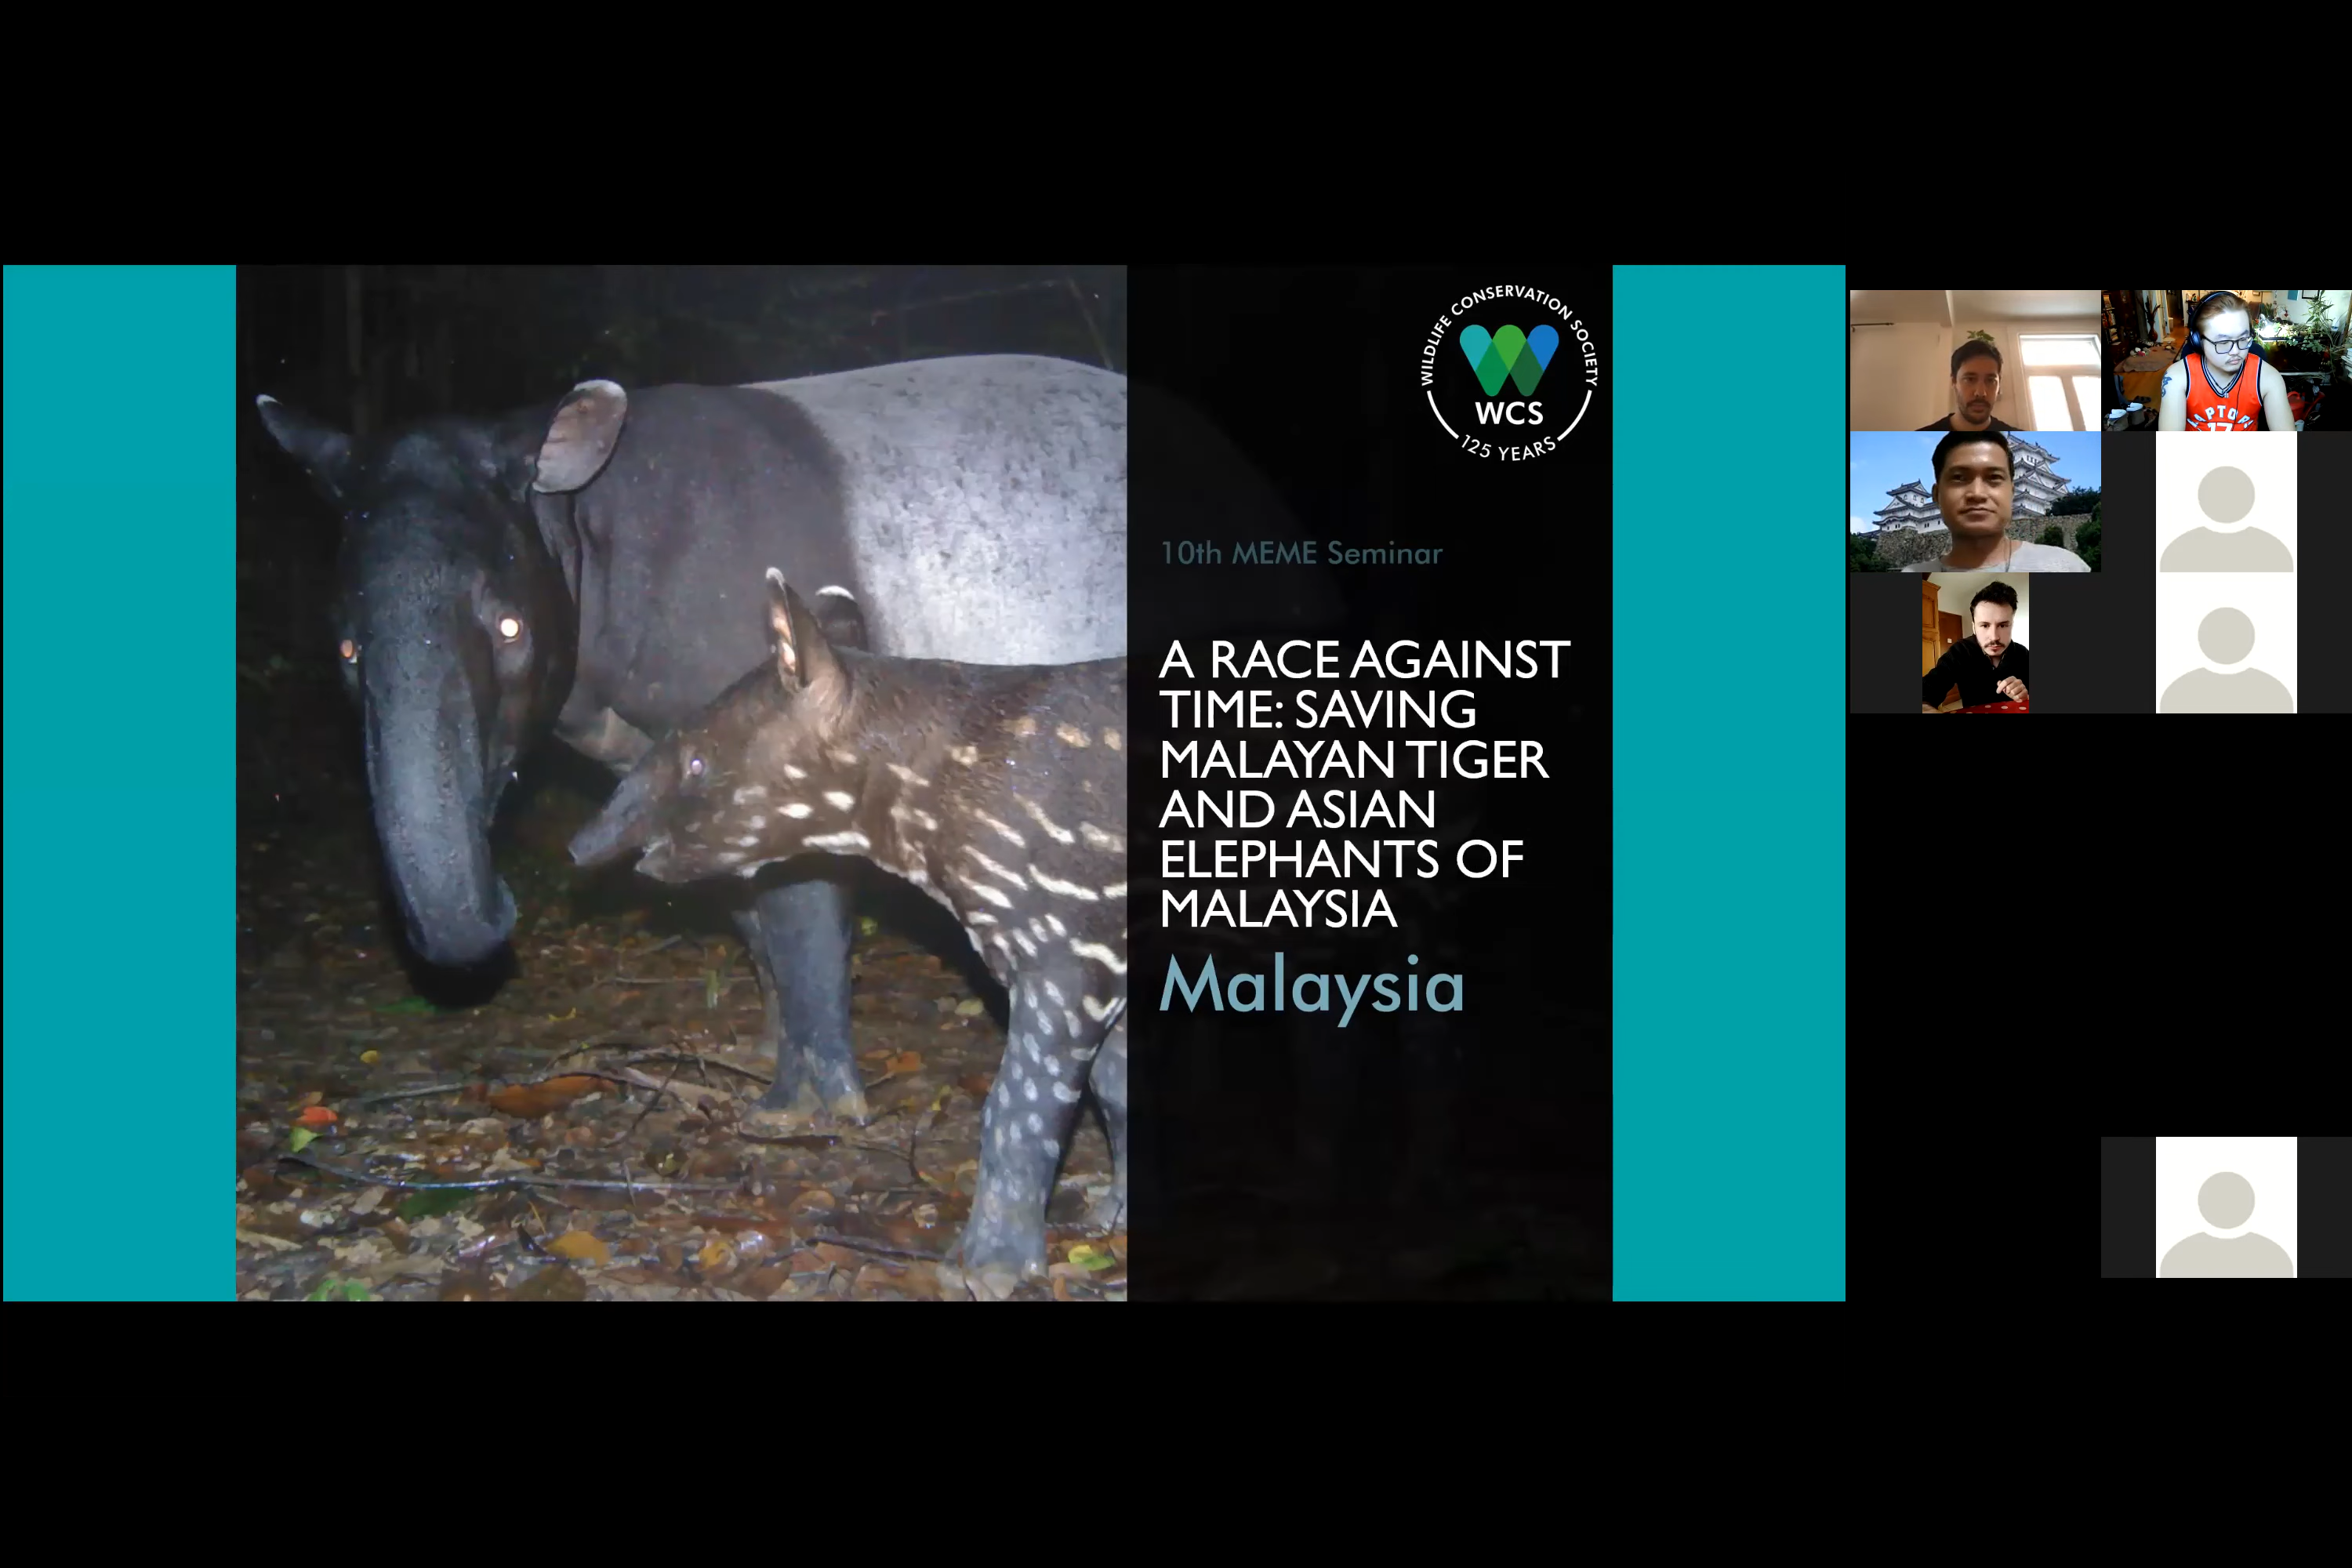 WILDLIFE CONSERVATION SOCIETY
WCS
125 YEARS
10th MEME Seminar
A RACE AGAINST
TIME: SAVING
MALAYAN TIGER
AND ASIAN
ELEPHANTS OF
MALAYSIA
Malaysia